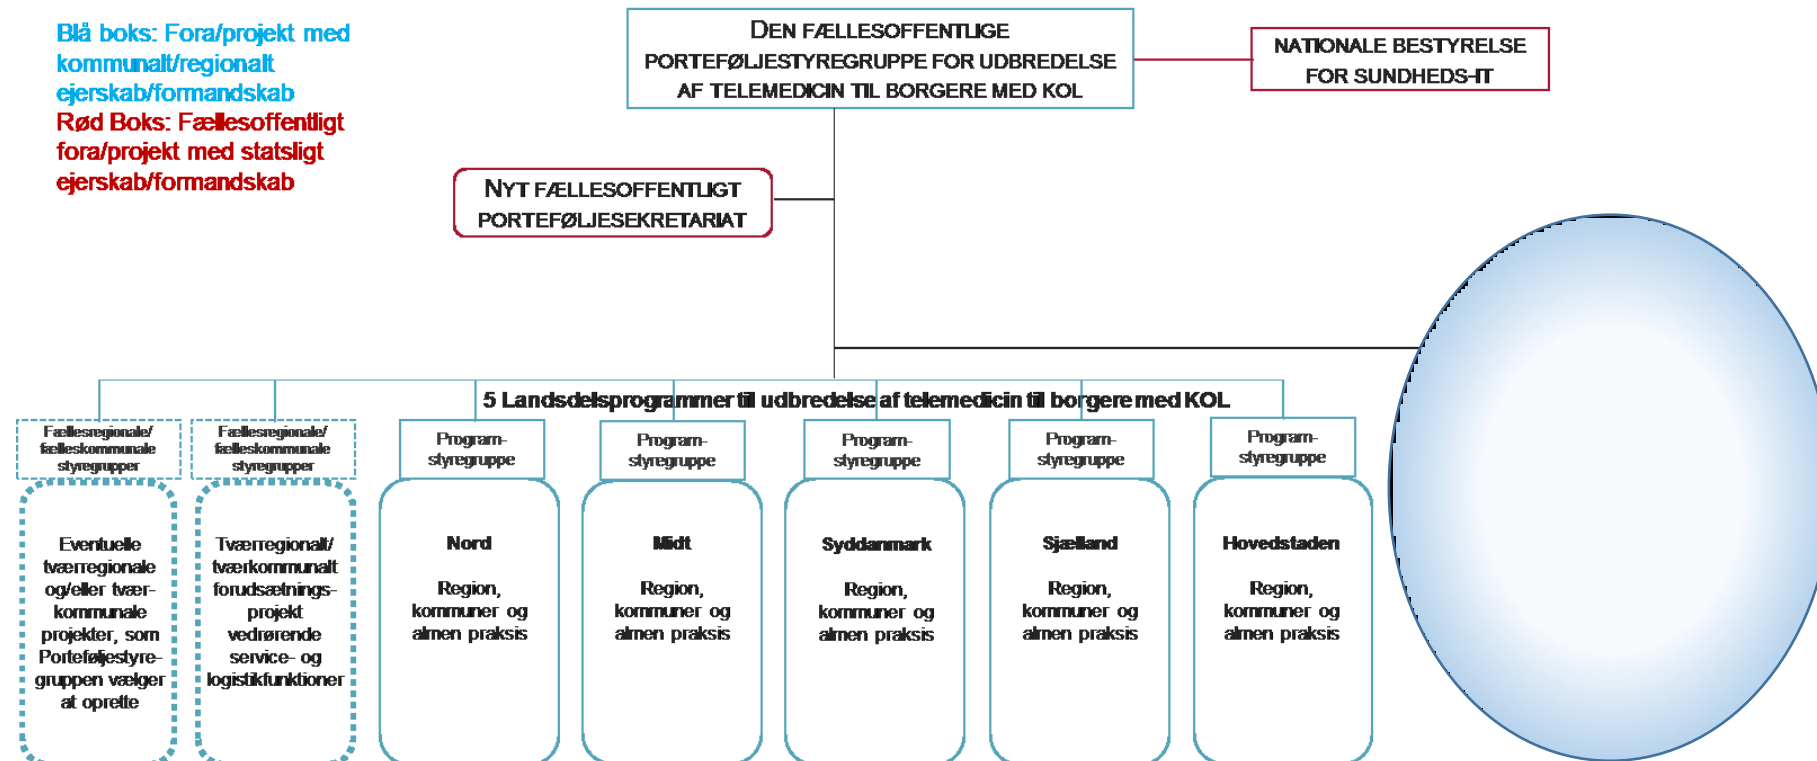 Blå boks: Fora/projekt med
kommunalt/regionalt
ejerskab/formandskab
Rød Boks: Fællesoffentligt
fora/projekt med statsligt
ejerskab/formandskab
DEN FÆLLESOFFENTLIGE
PORTEFØLJESTYREGRUPPE FOR UDBREDELSE
AF TELEMEDICIN TIL BORGERE MED KOL
NATIONALE BESTYRELSE
FOR SUNDHEDS-IT
NYT FÆLLESOFFENTLIGT
PORTEFØLJESEKRETARIAT
5 Landsdelsprogrammer til udbredelse af telemedicin til borgere med KOL
Fællesregionale/
fælleskommunale
styregrupper
Fællesregionale/
fælleskommunale
styregrupper
Program-
styregruppe
Program-
styregruppe
Program-
styregruppe
Program-
styregruppe
Program-
styregruppe
Eventuelle
tværregionale
og/eller tvær-
kommunale
projekter, som
Porteføljestyre-
gruppen vælger
at oprette
Tværregionalt/
tværkommunalt
forudsætnings-
projekt
vedrørende
service- og
logistikfunktioner
Nord
Region,
kommuner og
almen praksis
Midt
Region,
kommuner og
almen praksis
Syddanmark
Region,
kommuner og
almen praksis
Sjælland
Region,
kommuner og
almen praksis
Hovedstaden
Region,
kommuner og
almen praksis